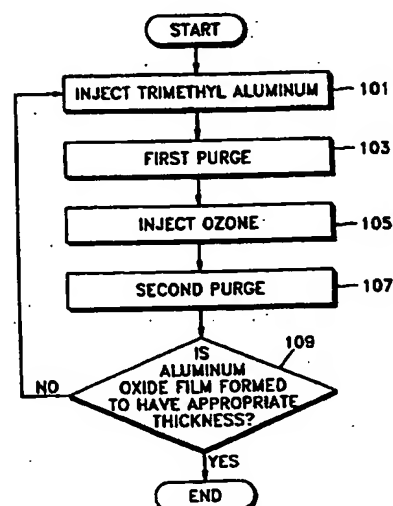 START
INJECT TRIMETHYL ALUMINUM
101
FIRST PURGE
103
INJECT OZONE
105
SECOND PURGE
107
109
IS
ALUMINUM
OXIDE FILM FORMED
TO HAVE APPROPRIATE
THICKNESS?
NO
YES
END